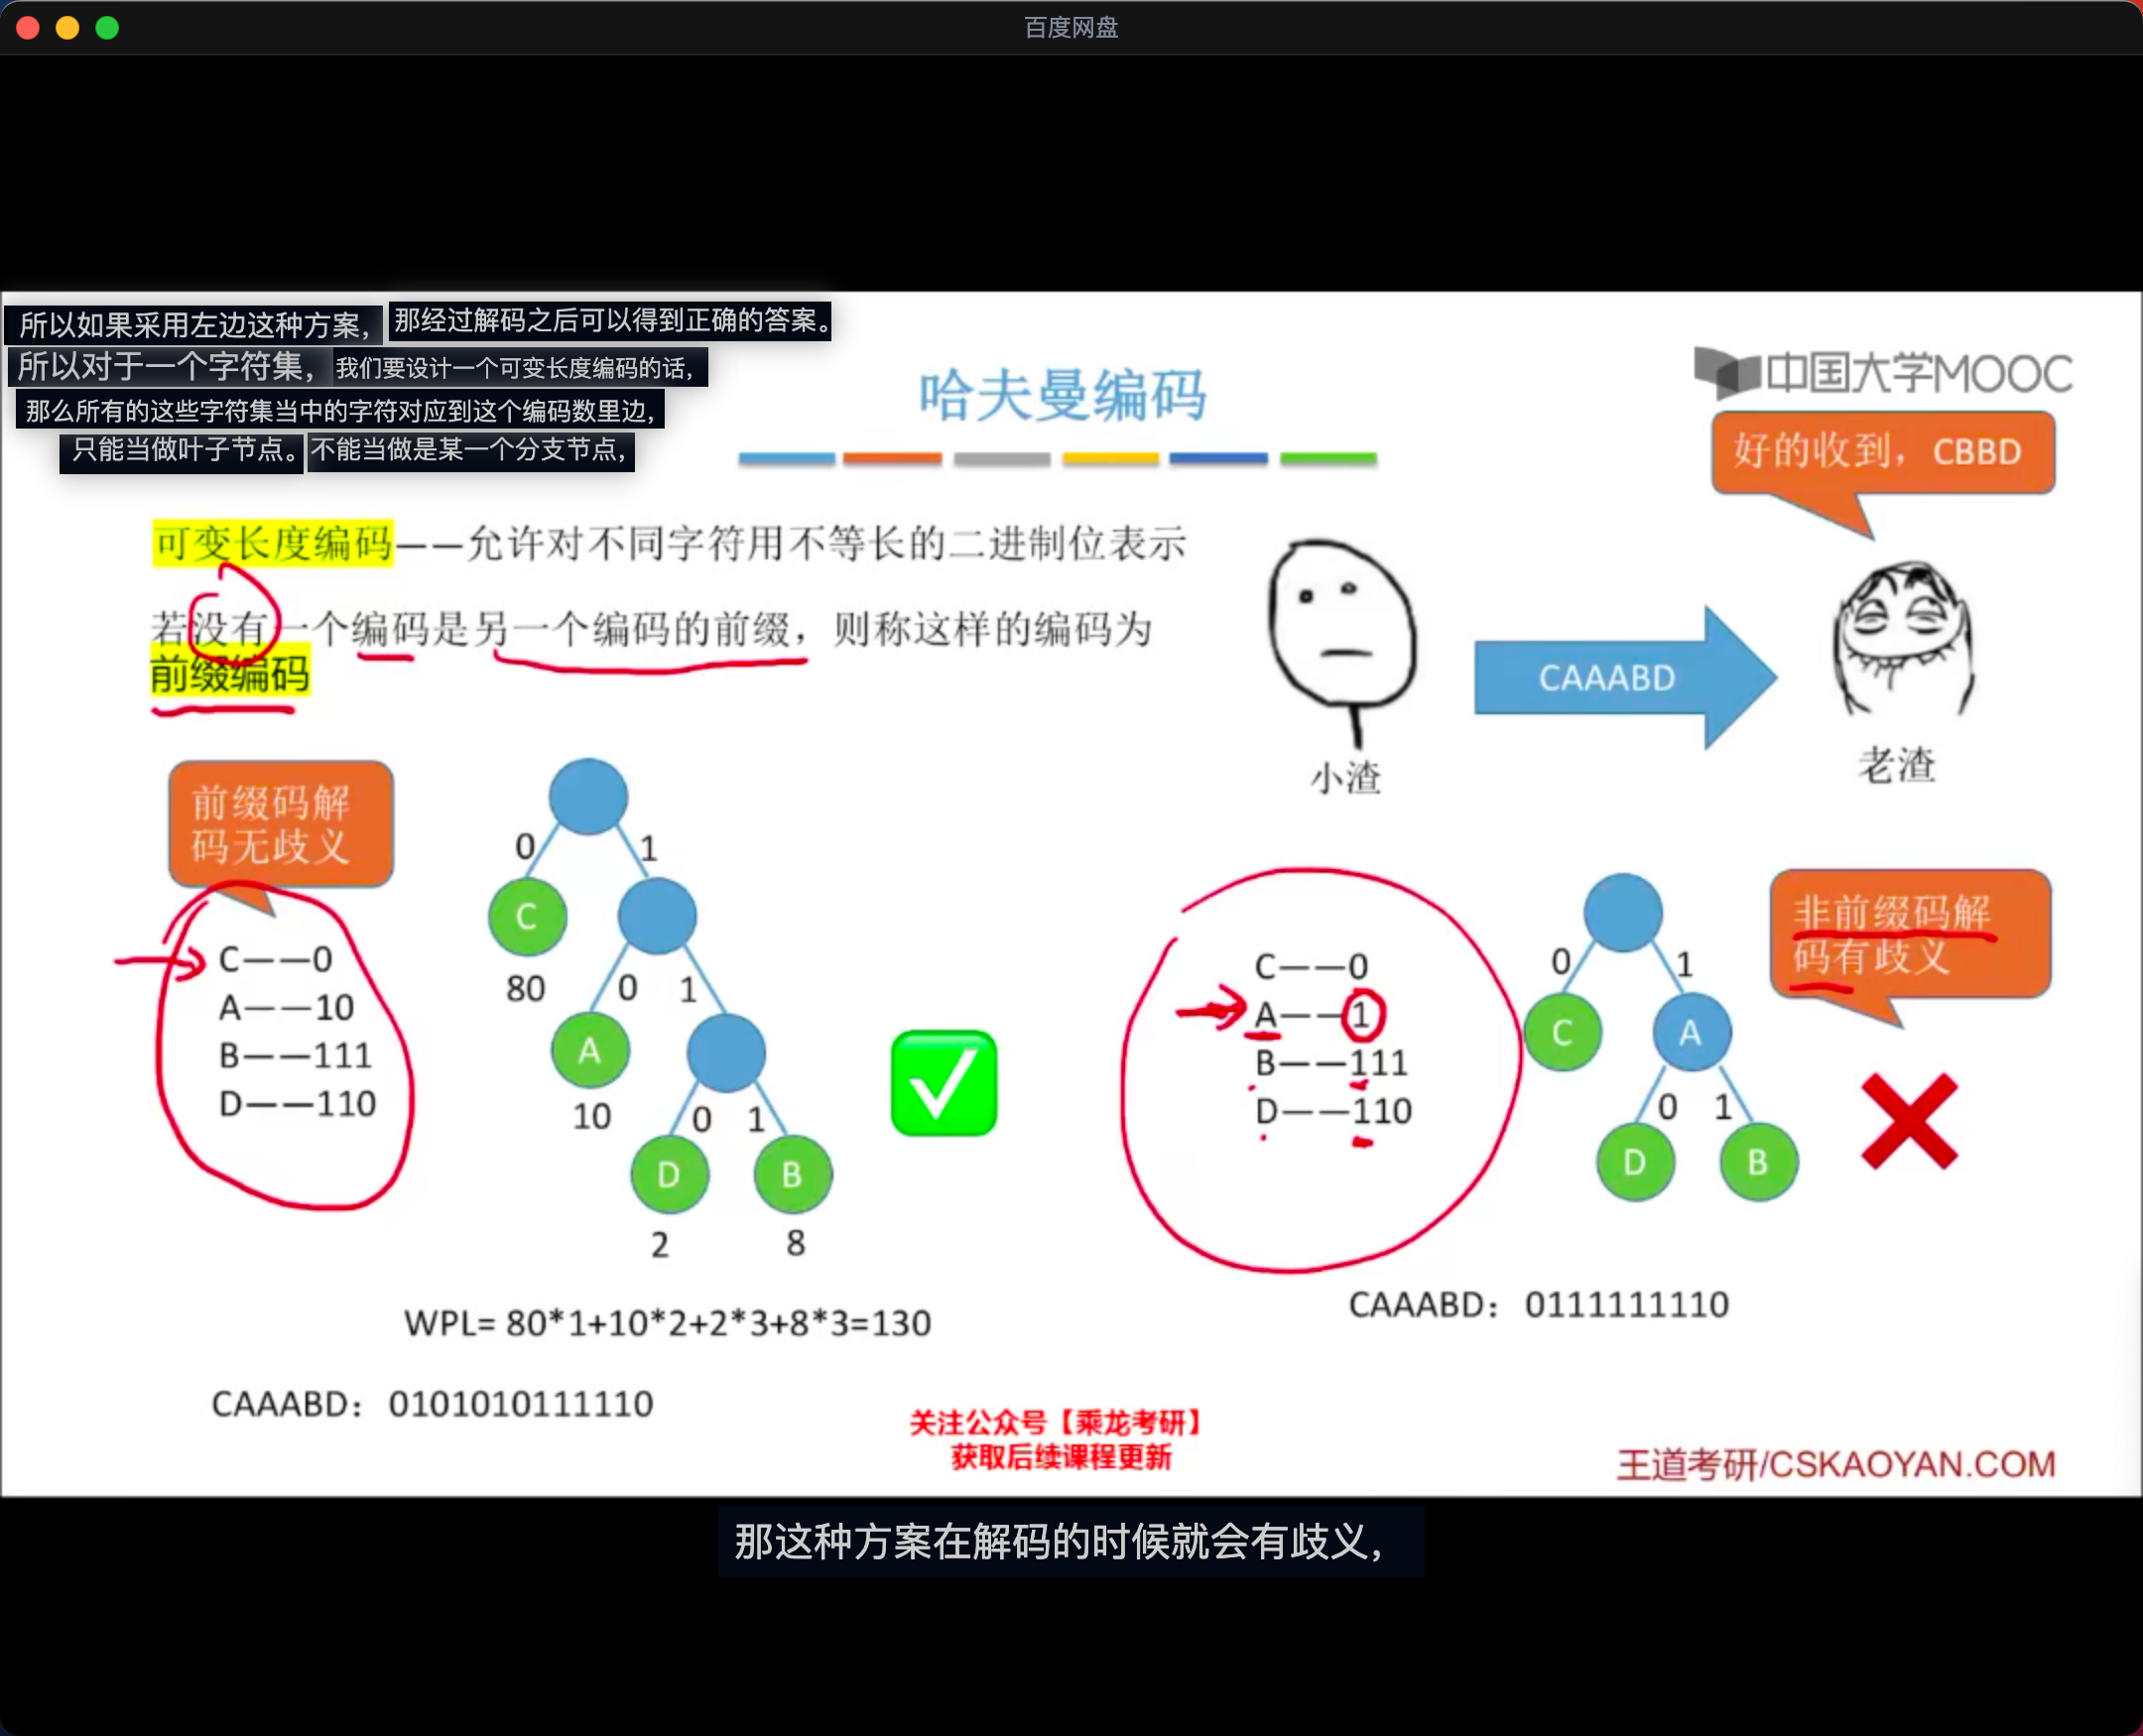 百度网盘
所以如果采用左边这种方案，那经过解码之后可以得到正确的答案。
所以对于一个字符集，我们要设计一个可变长度编码的话，
那么所有的这些字符集当中的字符对应到这个编码数里边，
只能当做叶子节点。不能当做是某一个分支节点，
哈夫曼编码
中国大学MOOC
好的收到，CBBD
可变长度编码——允许对不同字符用不等长的二进制位表示
若没有一个编码是另一个编码的前缀，则称这样的编码为
前缀编码
CAAABD
小渣
老渣
前缀码解
码无歧义
C——0
A——10
B——111
D——110
0 1
C
80
0 1
A
10
0 1
D B
2 8
WPL= 80*1+10*2+2*3+8*3=130
CAAABD：0101010111110
C——0
A——1
B——111
D——110
0 1
C A
0 1
D B
非前缀码解
码有歧义
CAAABD：0111111110
关注公众号【乘龙考研】
获取后续课程更新
王道考研/CSKAOYAN.COM
那这种方案在解码的时候就会有歧义，